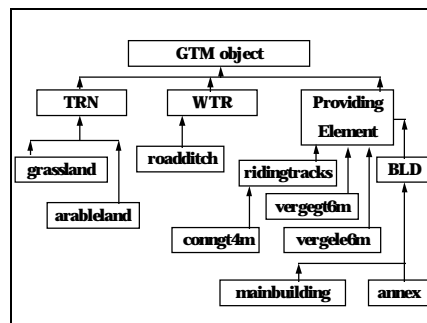 GTM object
TRN
WTR
Providing
Element
grassland
roadditch
ridingtracks
BLD
arableland
vergegt6m
conngt4m
vergele6m
mainbuilding
annex